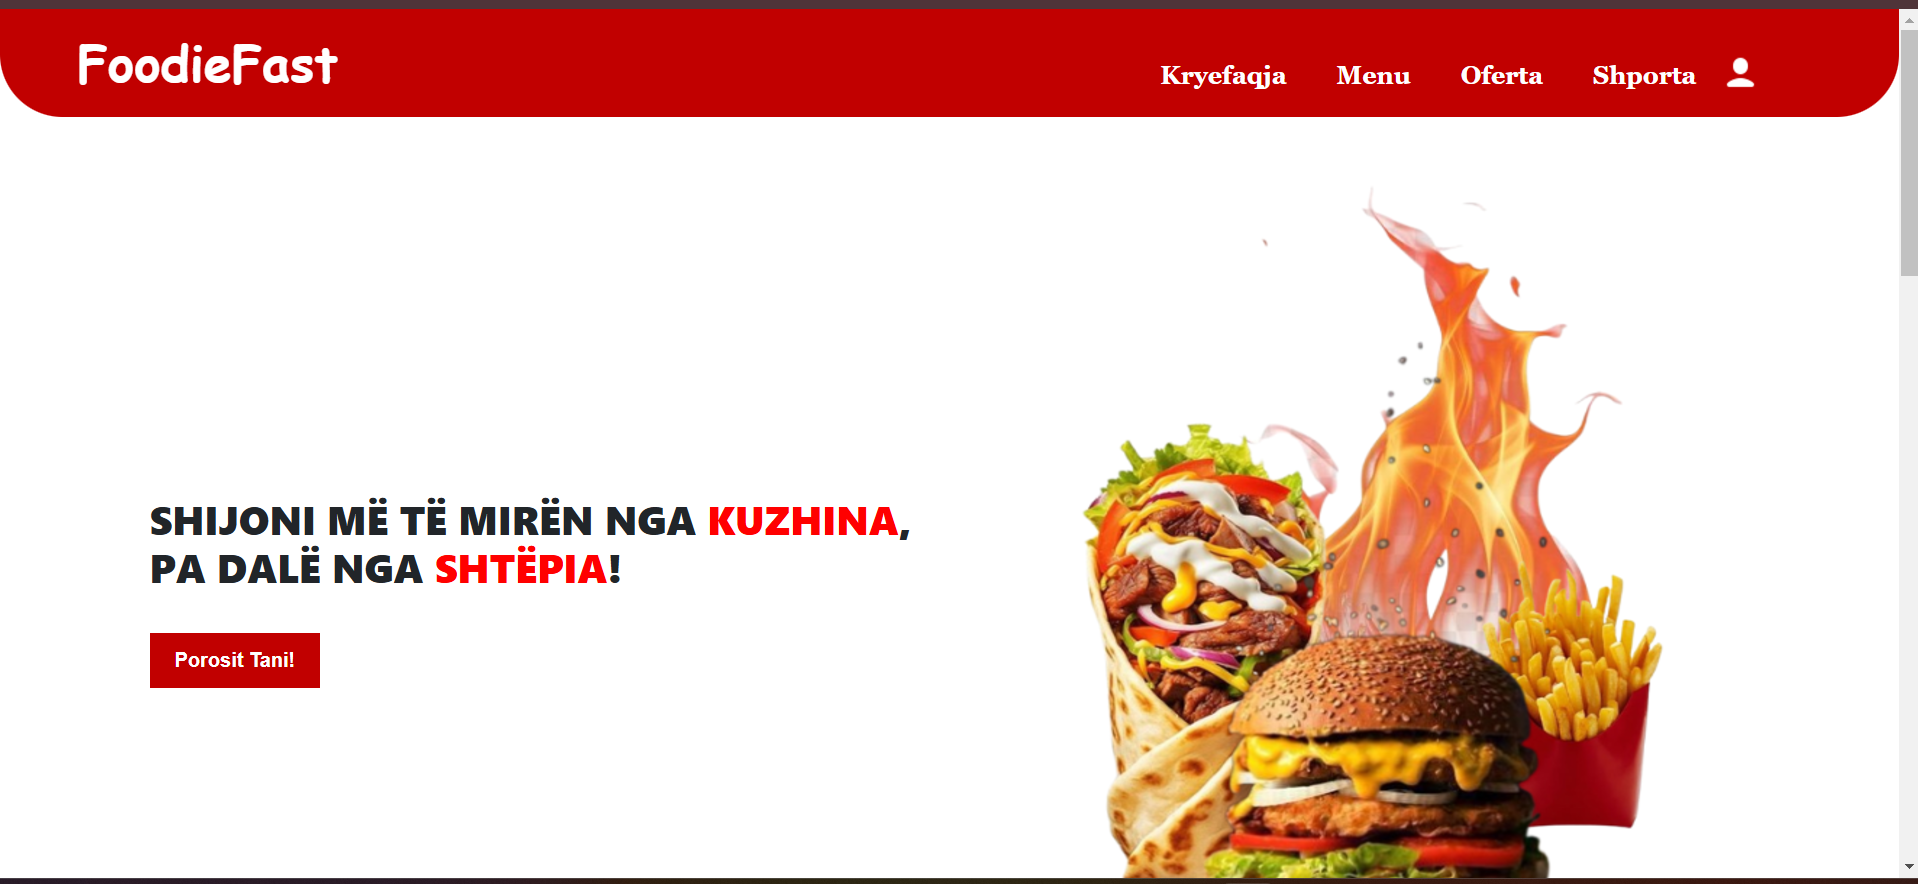 FoodieFast
Kryefaqja Menu Oferta Shporta
SHIJONI MË TË MIRËN NGA KUZHINA,
PA DALË NGA SHTËPIA!
Porosit Tani!